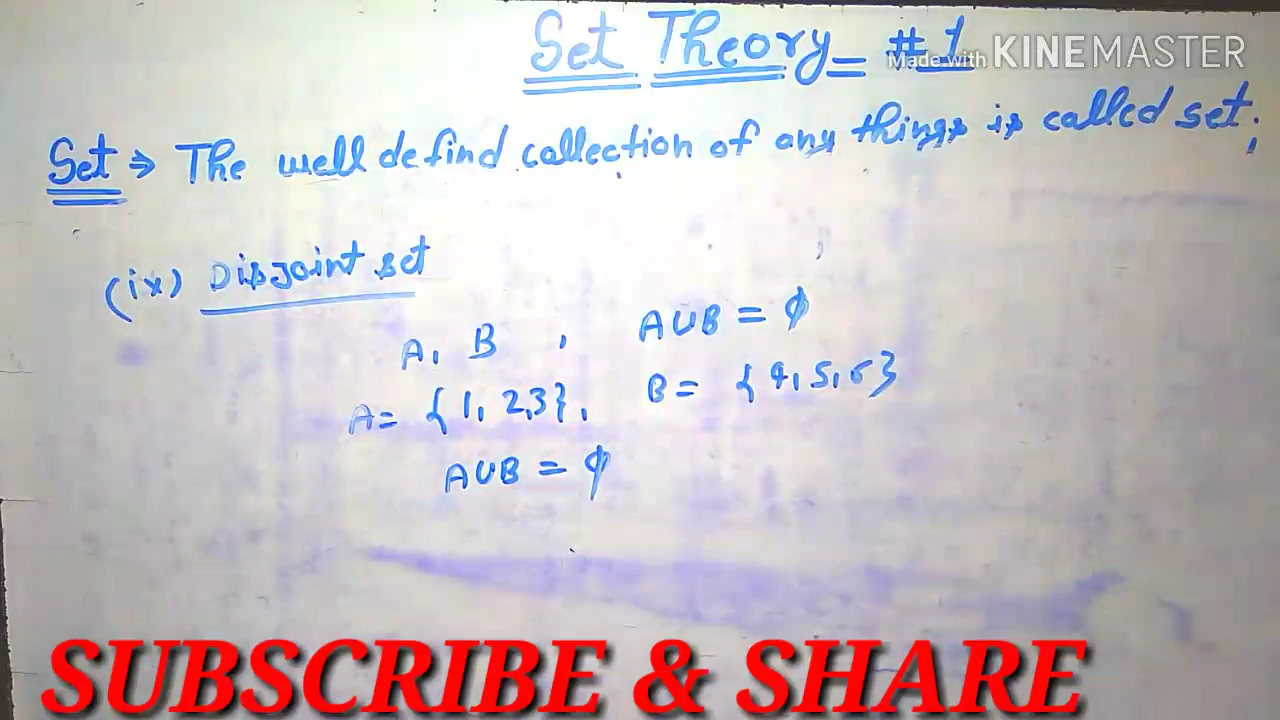 Set Theory #1
Made with KINEMASTER
Set ⇒ The well defind collection of any things is called set.
(ix) Disjoint set
A, B , A∪B = ϕ
A= {1, 2,3}, B= {4,5,6}
A∪B = ϕ
SUBSCRIBE & SHARE